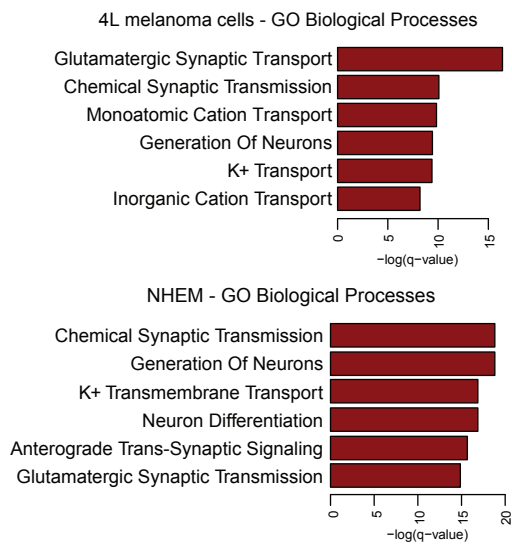 4L melanoma cells - GO Biological Processes
Glutamatergic Synaptic Transport
Chemical Synaptic Transmission
Monoatomic Cation Transport
Generation Of Neurons
K+ Transport
Inorganic Cation Transport
0 5 10 15
−log(q−value)
NHEM - GO Biological Processes
Chemical Synaptic Transmission
Generation Of Neurons
K+ Transmembrane Transport
Neuron Differentiation
Anterograde Trans-Synaptic Signaling
Glutamatergic Synaptic Transmission
0 5 10 15 20
−log(q−value)